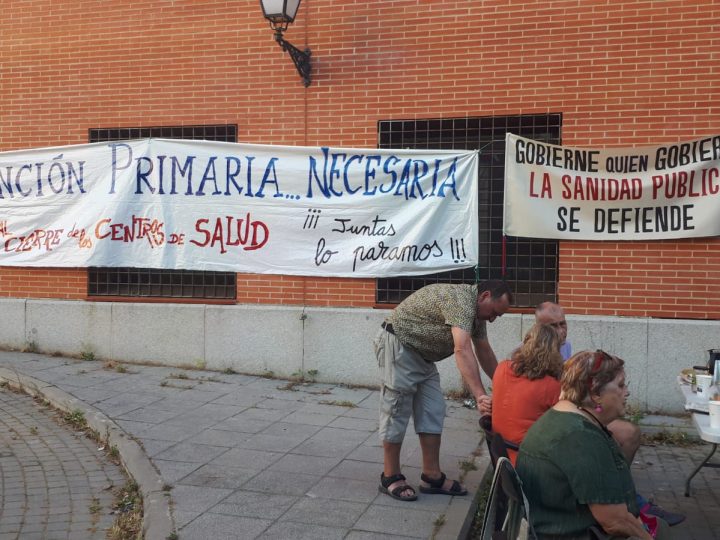 NCIÓN PRIMARIA... NECESARIA
AL CIERRE de los CENTROS DE SALUD
¡¡¡ Juntas
lo paramos!!!
GOBIERNE QUIEN GOBIER
LA SANIDAD PUBLIC
SE DEFIENDE